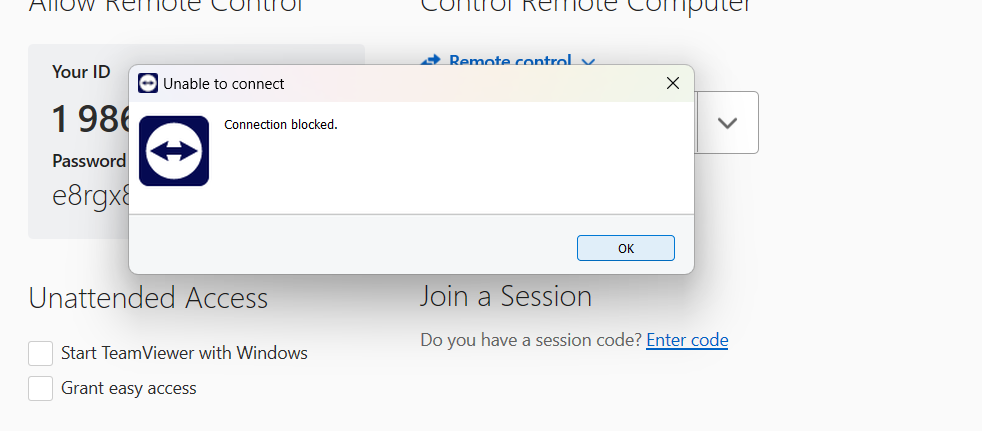 Allow Remote Control
Control Remote Computer
Your ID
Remote control
Unable to connect
1 986
Connection blocked.
Password
e8rgx8
OK
Unattended Access
Join a Session
Start TeamViewer with Windows
Do you have a session code? Enter code
Grant easy access